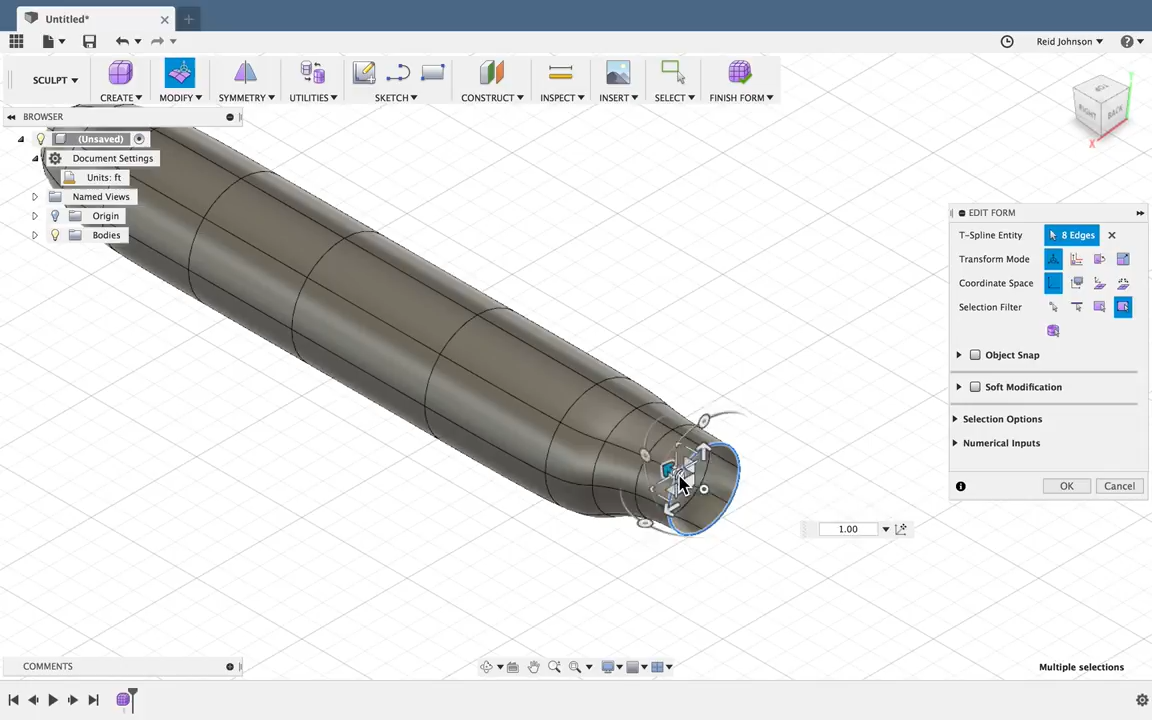 Untitled*
Reid Johnson
SCULPT
CREATE
MODIFY
SYMMETRY
UTILITIES
SKETCH
CONSTRUCT
INSPECT
INSERT
SELECT
FINISH FORM
BROWSER
(Unsaved)
Document Settings
Units: ft
Named Views
Origin
Bodies
RIGHT
BACK
X
EDIT FORM
T-Spline Entity 8 Edges
Transform Mode
Coordinate Space
Selection Filter
Object Snap
Soft Modification
Selection Options
Numerical Inputs
OK Cancel
1.00
COMMENTS
Multiple selections